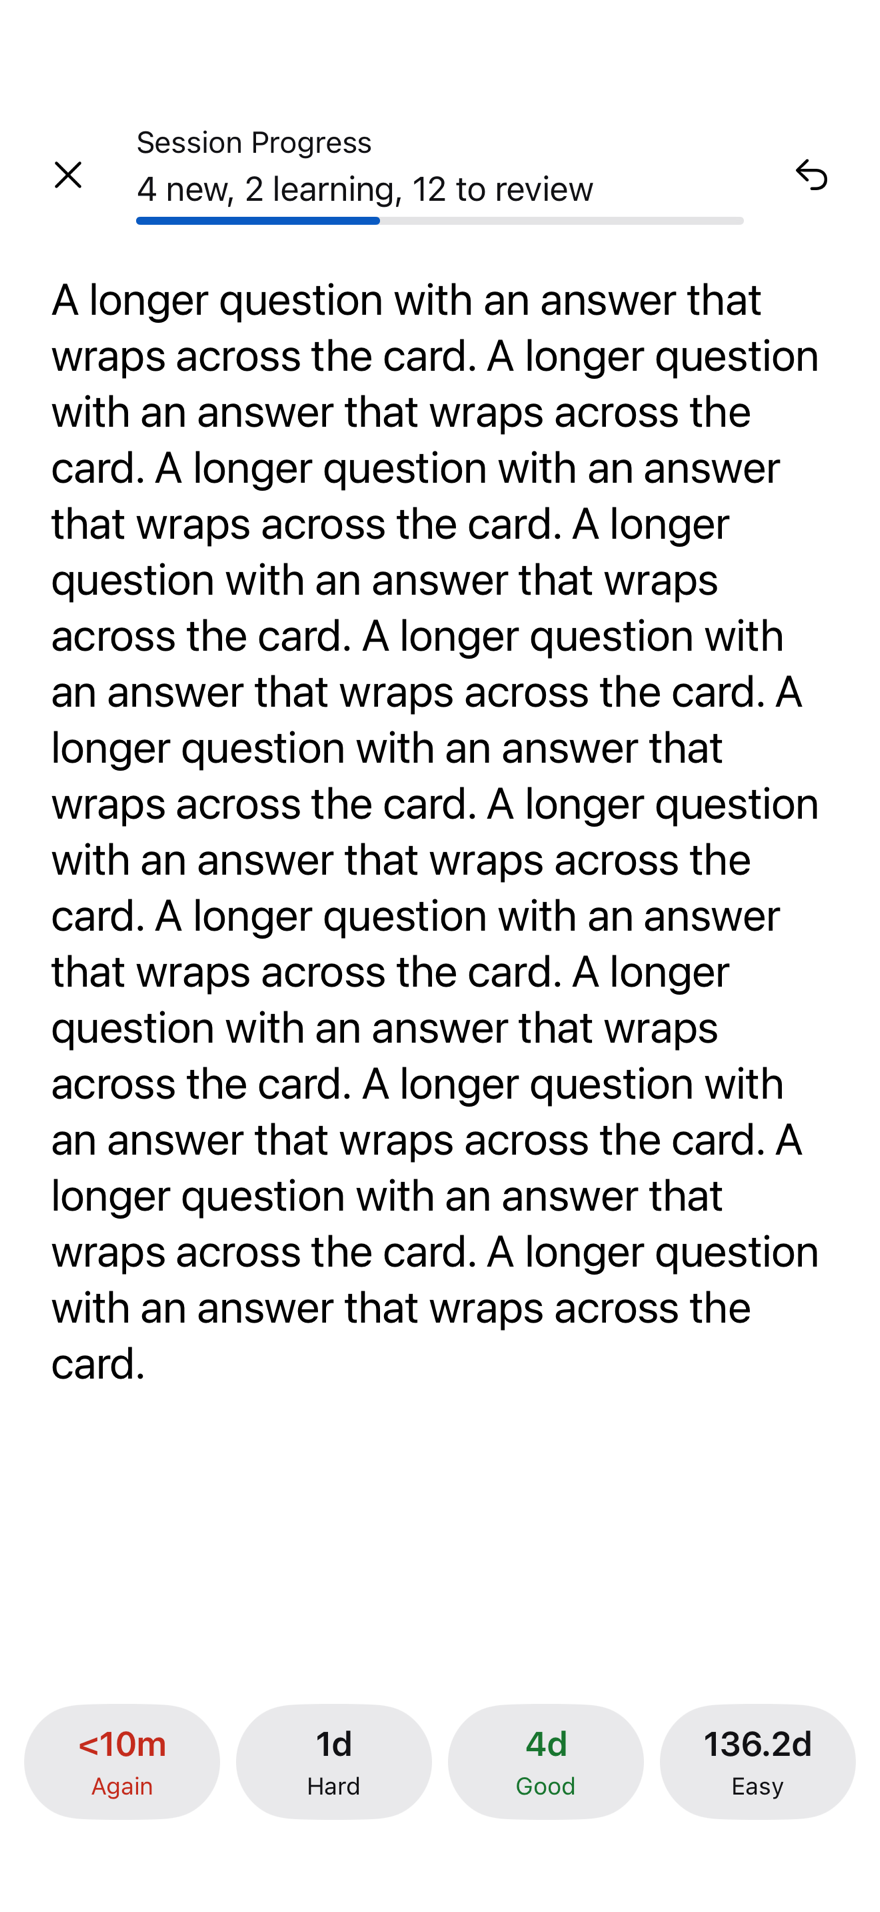 Session Progress
4 new, 2 learning, 12 to review
A longer question with an answer that
wraps across the card. A longer question
with an answer that wraps across the
card. A longer question with an answer
that wraps across the card. A longer
question with an answer that wraps
across the card. A longer question with
an answer that wraps across the card. A
longer question with an answer that
wraps across the card. A longer question
with an answer that wraps across the
card. A longer question with an answer
that wraps across the card. A longer
question with an answer that wraps
across the card. A longer question with
an answer that wraps across the card. A
longer question with an answer that
wraps across the card. A longer question
with an answer that wraps across the
card.
<10m
Again
1d
Hard
4d
Good
136.2d
Easy